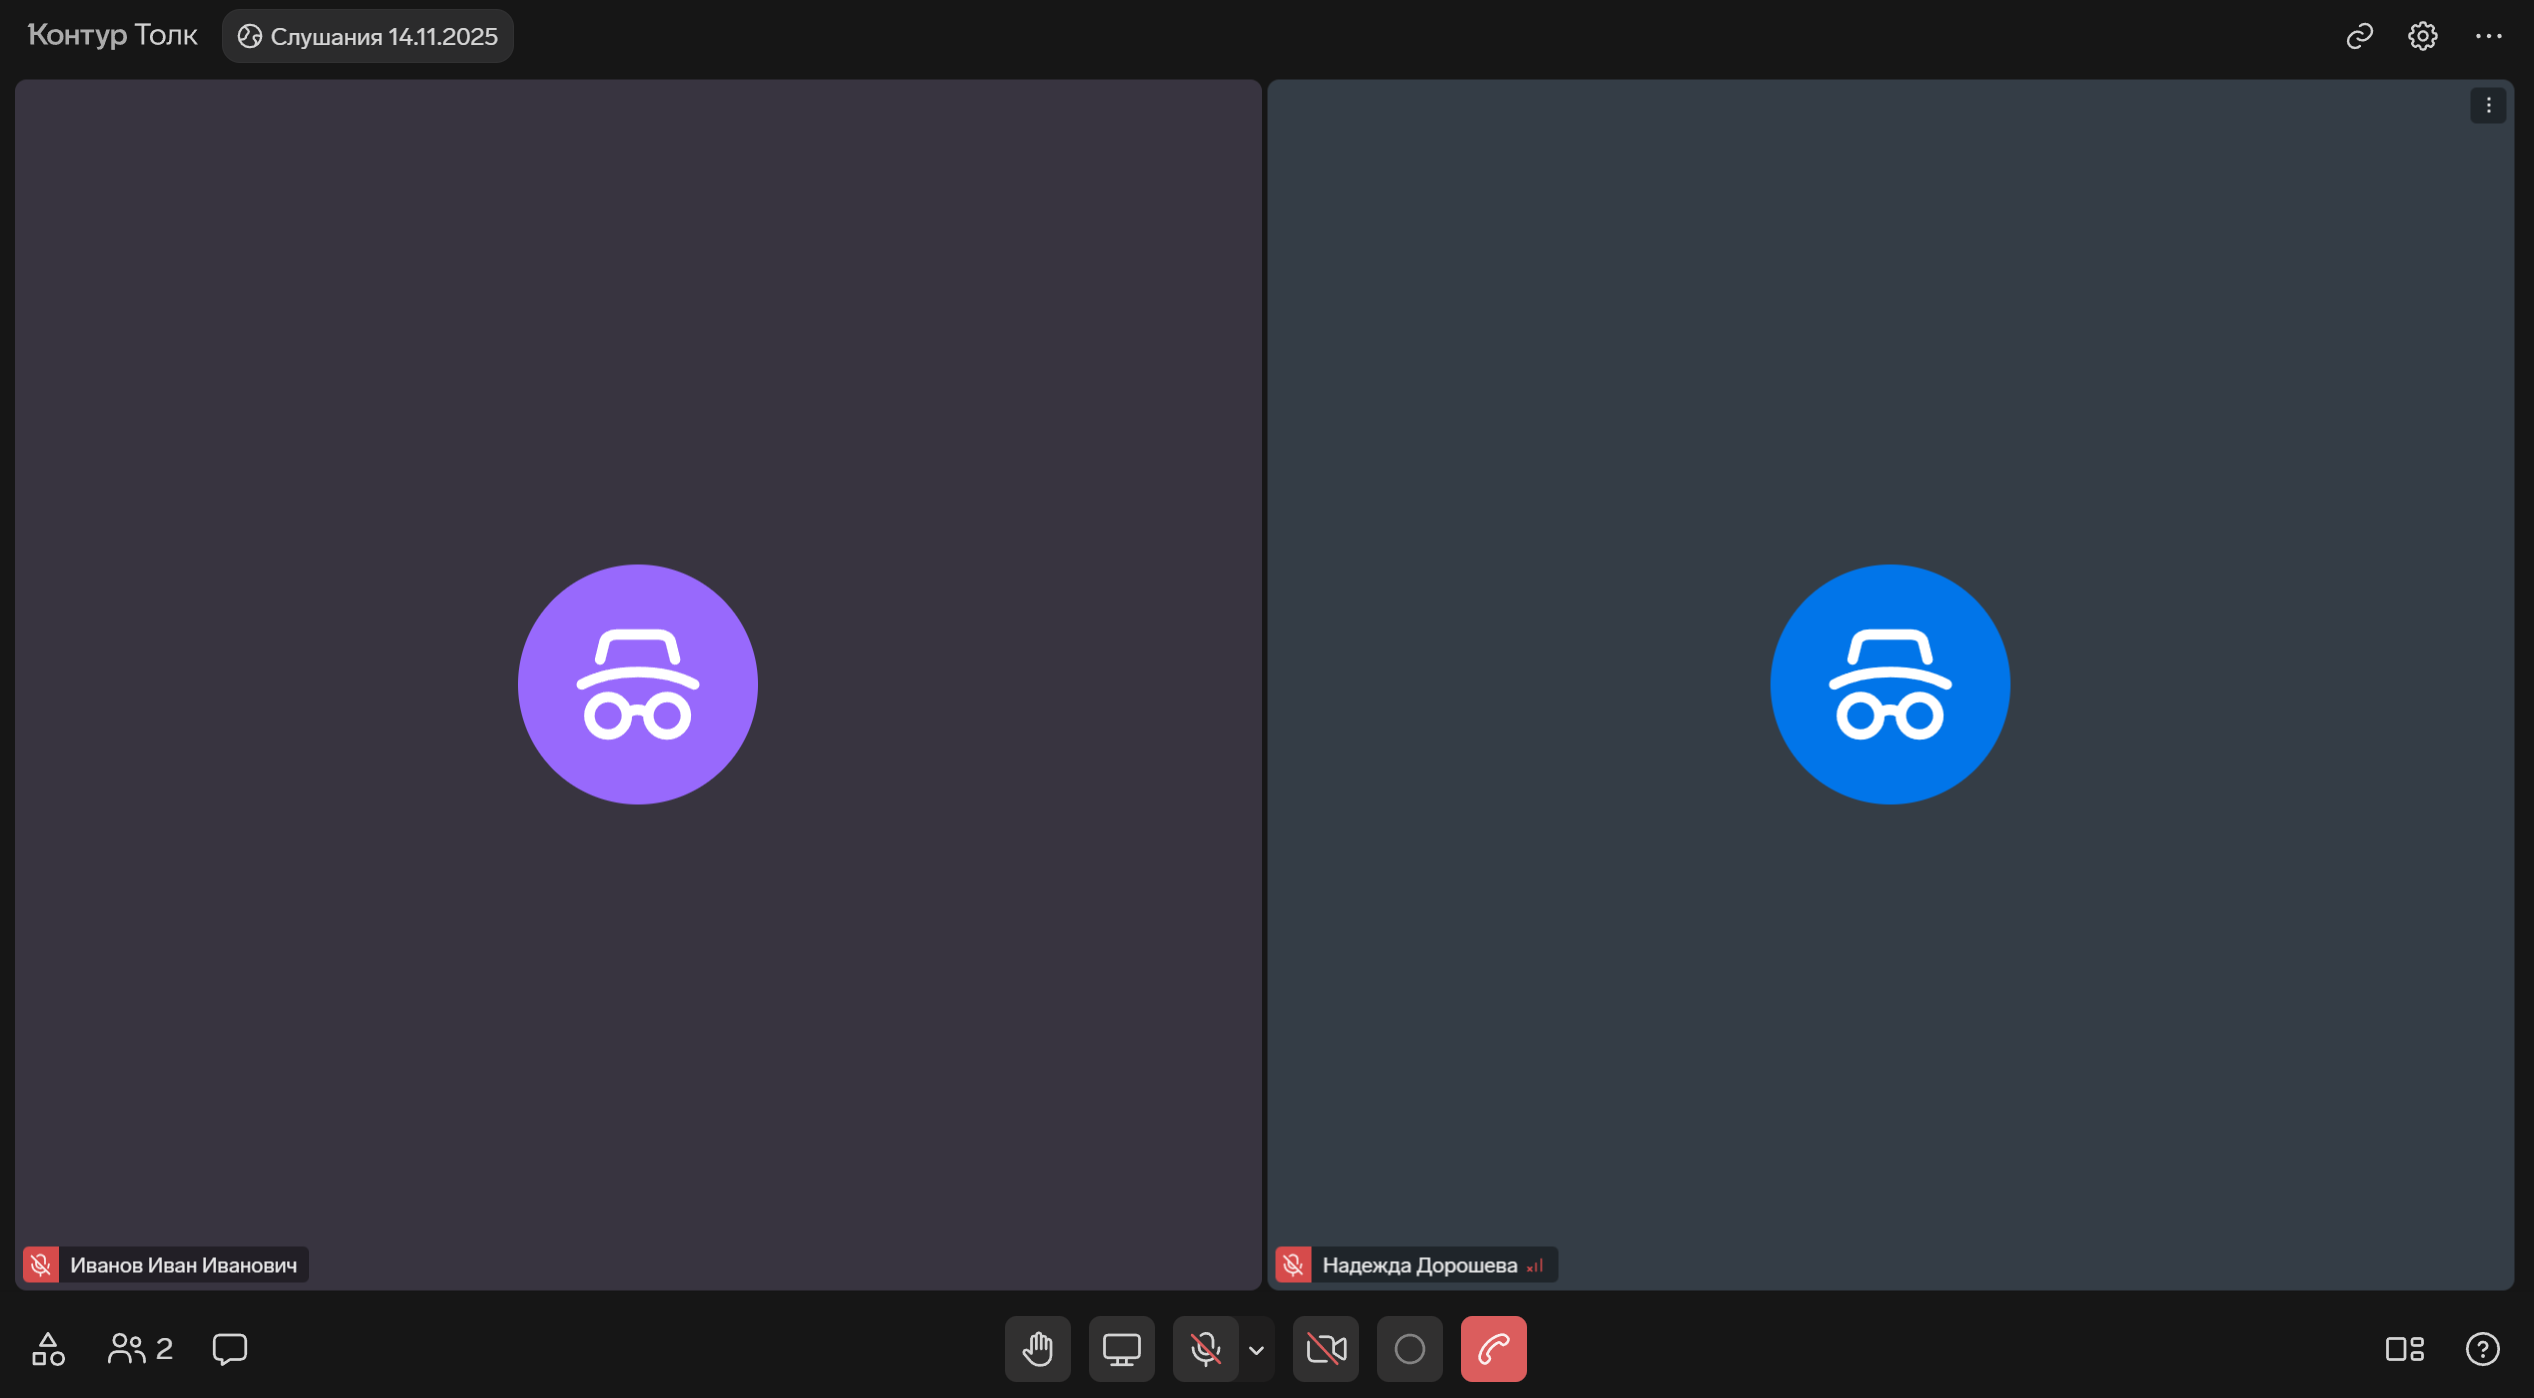 Контур Толк
Слушания 14.11.2025
Иванов Иван Иванович
Надежда Дорошева
2